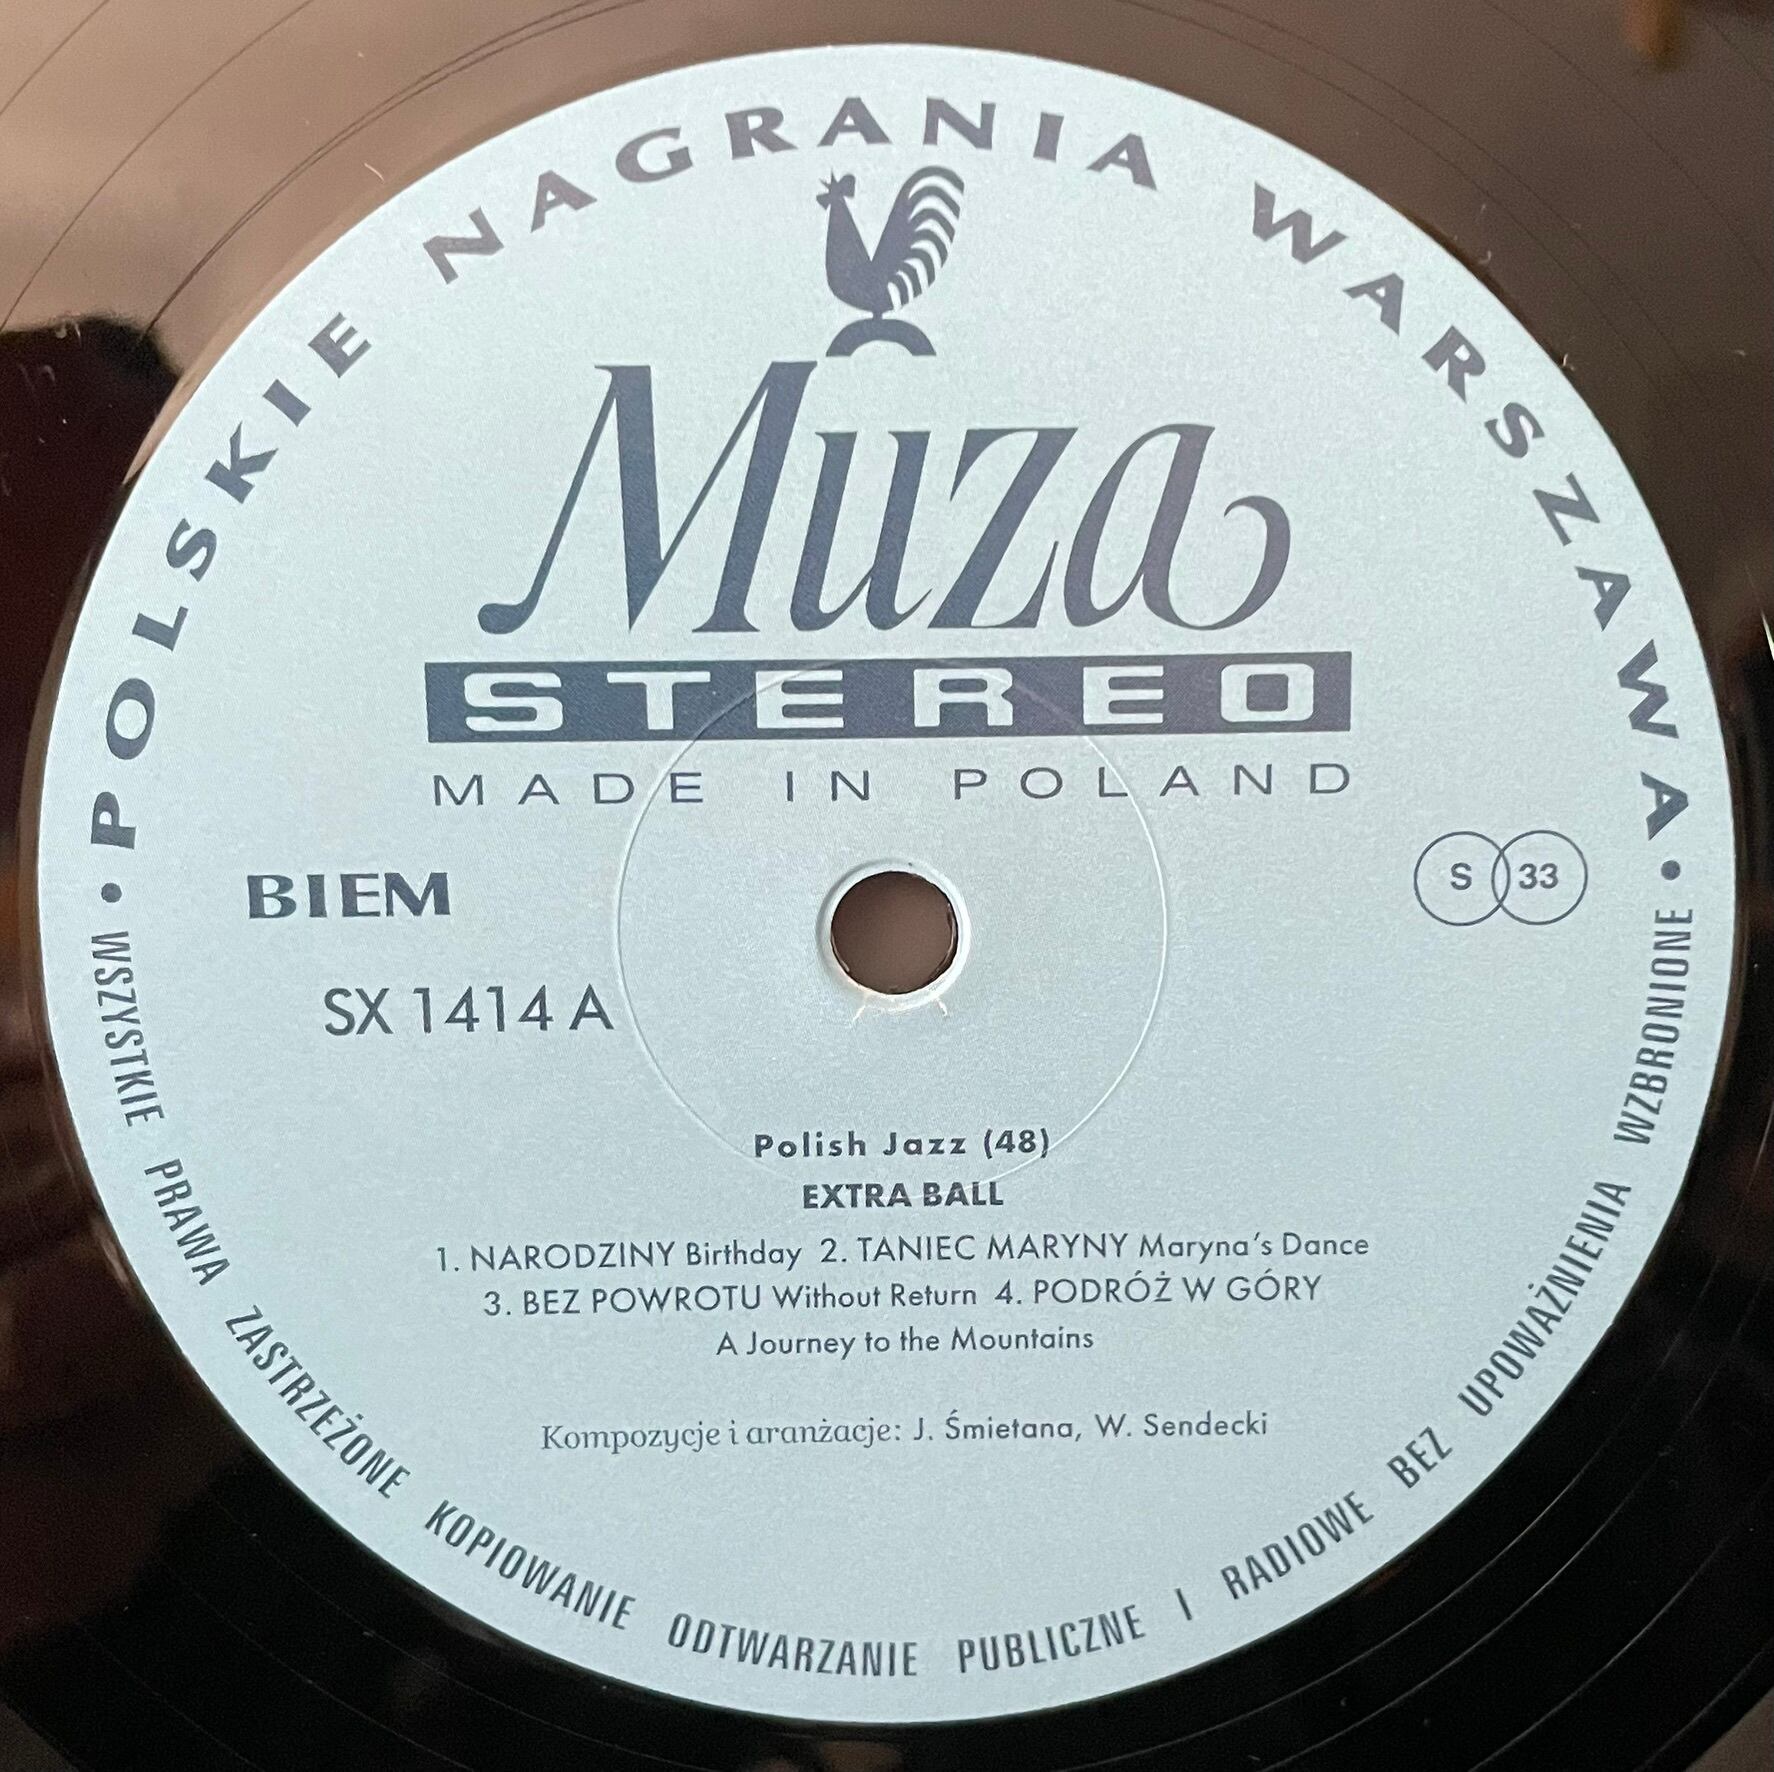 POLSKIE NAGRANIA WARSZAWA
Muza
STEREO
MADE IN POLAND
BIEM
S 33
SX 1414 A
Polish Jazz (48)
EXTRA BALL
1. NARODZINY Birthday 2. TANIEC MARYNY Maryna's Dance
3. BEZ POWROTU Without Return 4. PODRÓŻ W GÓRY
A Journey to the Mountains
Kompozycje i aranżacje: J. Śmietana, W. Sendecki
• WSZYSTKIE PRAWA ZASTRZEŻONE KOPIOWANIE ODTWARZANIE PUBLICZNE I RADIOWE BEZ UPOWAŻNIENIA WZBRONIONE •